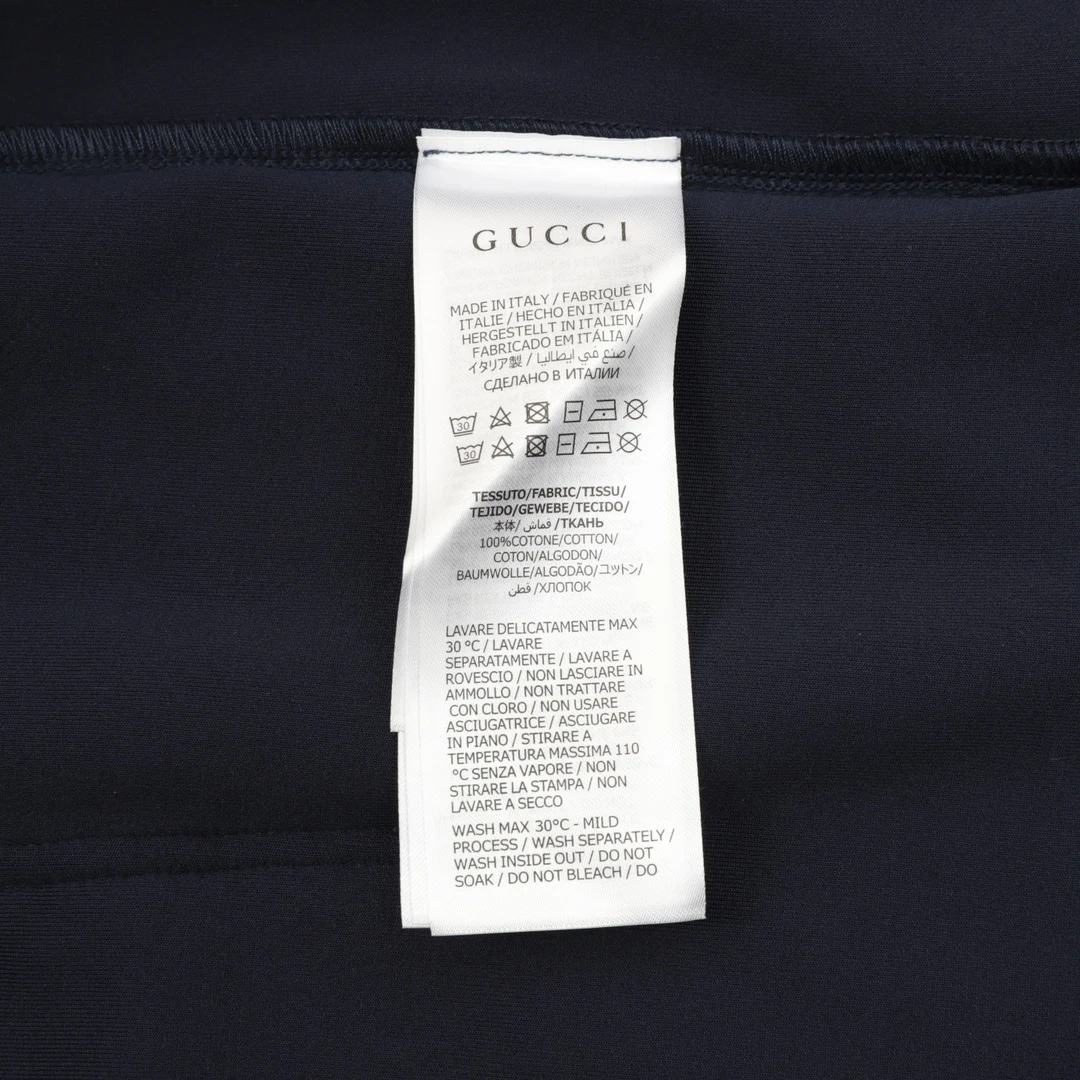 GUCCI
MADE IN ITALY / FABRIQUÉ EN
ITALIE / HECHO EN ITALIA /
HERGESTELLT IN ITALIEN /
FABRICADO EM ITÁLIA /
イタリア製 / صنع في ايطاليا /
СДЕЛАНО В ИТАЛИИ
30
30
TESSUTO/FABRIC/TISSU/
TEJIDO/GEWEBE/TECIDO/
本体/ قماش /ТКАНЬ
100%COTONE/COTTON/
COTON/ALGODON/
BAUMWOLLE/ALGODÃO/コットン/
قطن /ХЛОПОК
LAVARE DELICATAMENTE MAX
30 °C / LAVARE
SEPARATAMENTE / LAVARE A
ROVESCIO / NON LASCIARE IN
AMMOLLO / NON TRATTARE
CON CLORO / NON USARE
ASCIUGATRICE / ASCIUGARE
IN PIANO / STIRARE A
TEMPERATURA MASSIMA 110
°C SENZA VAPORE / NON
STIRARE LA STAMPA / NON
LAVARE A SECCO
WASH MAX 30°C - MILD
PROCESS / WASH SEPARATELY /
WASH INSIDE OUT / DO NOT
SOAK / DO NOT BLEACH / DO